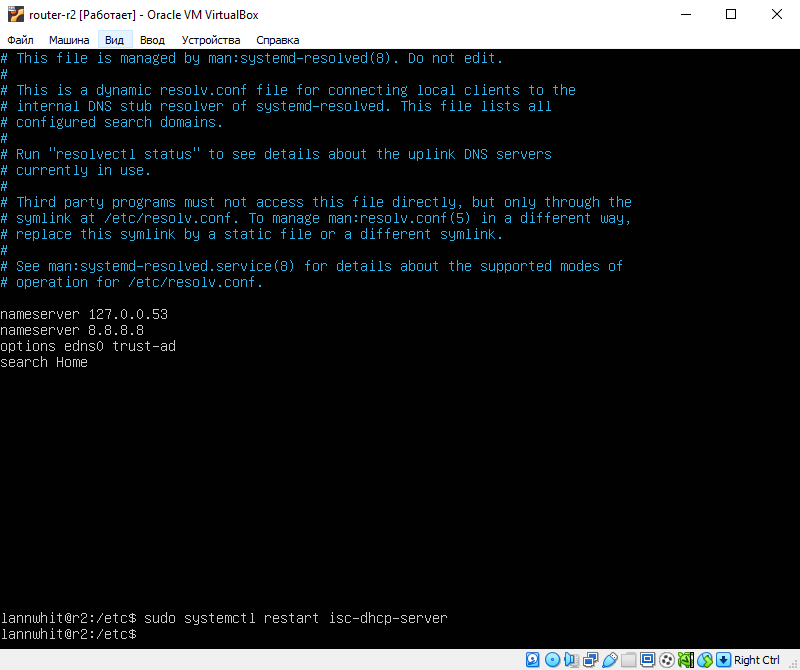 router-r2 [Работает] - Oracle VM VirtualBox
Файл Машина Вид Ввод Устройства Справка
# This file is managed by man:systemd-resolved(8). Do not edit.
#
# This is a dynamic resolv.conf file for connecting local clients to the
# internal DNS stub resolver of systemd-resolved. This file lists all
# configured search domains.
#
# Run "resolvectl status" to see details about the uplink DNS servers
# currently in use.
#
# Third party programs must not access this file directly, but only through the
# symlink at /etc/resolv.conf. To manage man:resolv.conf(5) in a different way,
# replace this symlink by a static file or a different symlink.
#
# See man:systemd-resolved.service(8) for details about the supported modes of
# operation for /etc/resolv.conf.
nameserver 127.0.0.53
nameserver 8.8.8.8
options edns0 trust-ad
search Home
lannwhit@r2:/etc$ sudo systemctl restart isc-dhcp-server
lannwhit@r2:/etc$
Right Ctrl